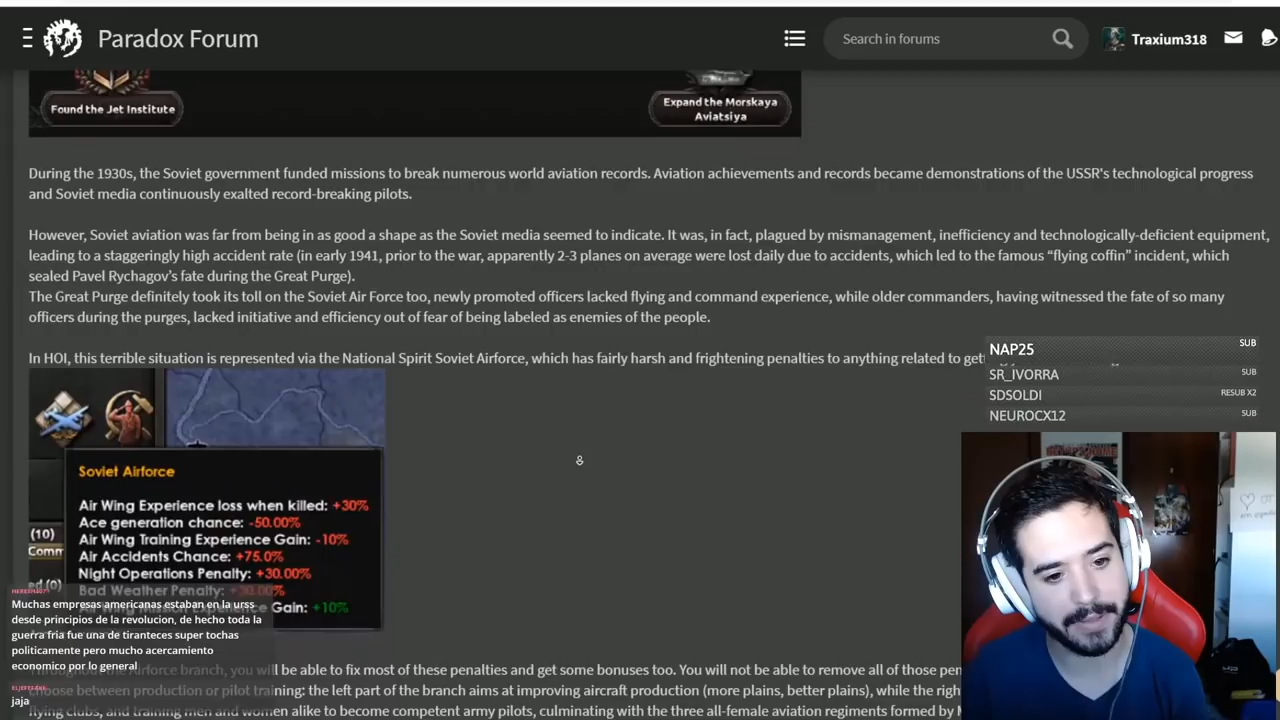 Paradox Forum
Search in forums
Traxium318
Found the Jet Institute
Expand the Morskaya
Aviatsiya
During the 1930s, the Soviet government funded missions to break numerous world aviation records. Aviation achievements and records became demonstrations of the USSR's technological progress
and Soviet media continuously exalted record-breaking pilots.
However, Soviet aviation was far from being in as good a shape as the Soviet media seemed to indicate. It was, in fact, plagued by mismanagement, inefficiency and technologically-deficient equipment,
leading to a staggeringly high accident rate (in early 1941, prior to the war, apparently 2-3 planes on average were lost daily due to accidents, which led to the famous “flying coffin” incident, which
sealed Pavel Rychagov’s fate during the Great Purge).
The Great Purge definitely took its toll on the Soviet Air Force too, newly promoted officers lacked flying and command experience, while older commanders, having witnessed the fate of so many
officers during the purges, lacked initiative and efficiency out of fear of being labeled as enemies of the people.
In HOI, this terrible situation is represented via the National Spirit Soviet Airforce, which has fairly harsh and frightening penalties to anything related to
NAP25 SUB
SR_IVORRA SUB
SDSOLDI RESUB X2
NEUROCX12 SUB
Soviet Airforce
Air Wing Experience loss when killed: +30%
Ace generation chance: -50.00%
Air Wing Training Experience Gain: -10%
Air Accidents Chance: +75.0%
Night Operations Penalty: +30.00%
Bad Weather Penalty: +30.00%
Experience Gain: +10%
(10)
Comm
ed (0)
Muchas empresas americanas estaban en la urss
desde principios de la revolucion, de hecho toda la
guerra fria fue una de tiranteces super tochas
politicamente pero mucho acercamiento
economico por lo general
jaja
Airforce branch, you will be able to fix most of these penalties and get some bonuses too. You will not be able to remove all of those
choose between production or pilot training: the left part of the branch aims at improving aircraft production (more plains, better plains), while the
flying clubs, and training men and women alike to become competent army pilots, culminating with the three all-female aviation regiments formed by